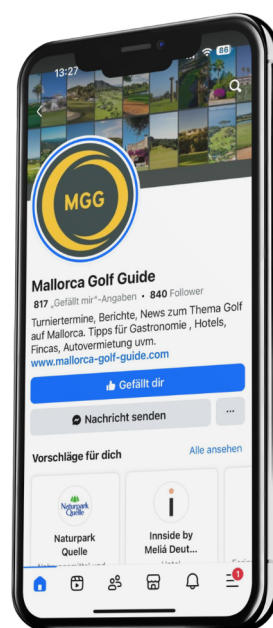 13:27
86
MGG
Mallorca Golf Guide
817 „Gefällt mir“-Angaben • 840 Follower
Turniertermine, Berichte, News zum Thema Golf
auf Mallorca. Tipps für Gastronomie , Hotels,
Fincas, Autovermietung uvm.
www.mallorca-golf-guide.com
Gefällt dir
Nachricht senden
...
Vorschläge für dich
Alle ansehen
Naturpark
Quelle
Naturpark
Quelle
i
Innside by
Meliá Deut...
Hotel
1